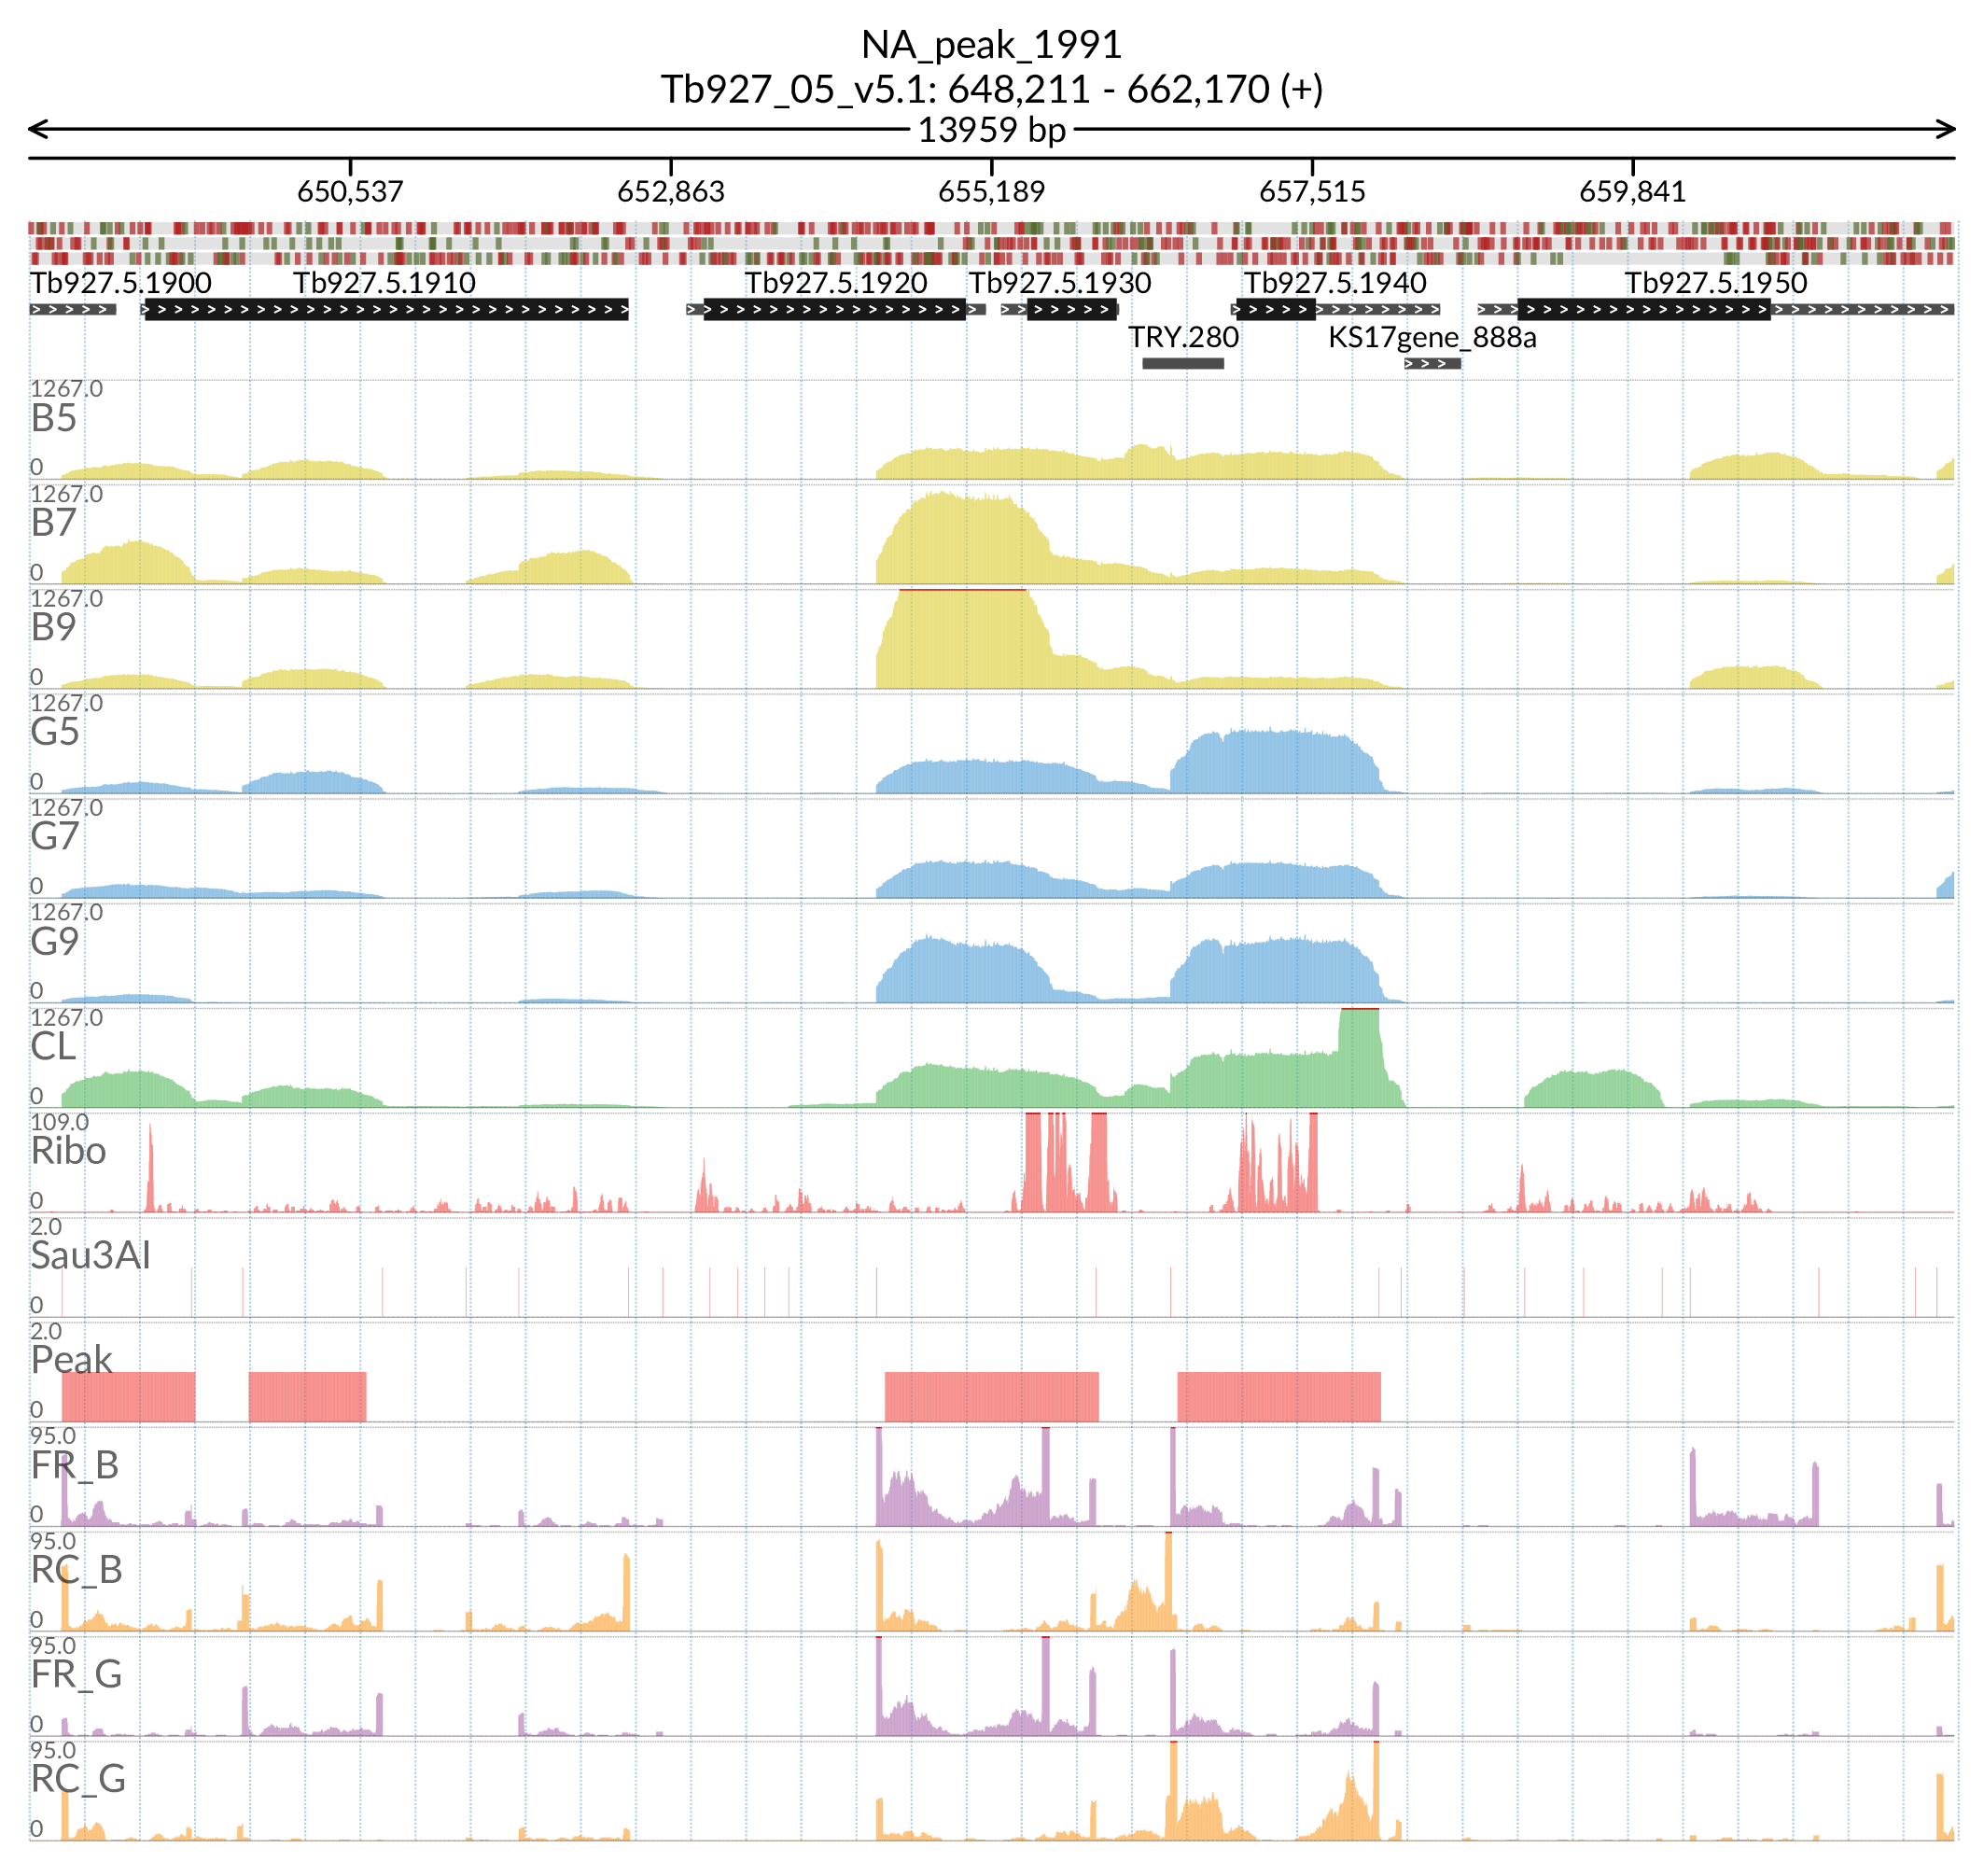 NA_peak_1991
Tb927_05_v5.1: 648,211 - 662,170 (+)
13959 bp
650,537 652,863 655,189 657,515 659,841
Tb927.5.1900 Tb927.5.1910 Tb927.5.1920 Tb927.5.1930 Tb927.5.1940 Tb927.5.1950
TRY.280 KS17gene_888a
1267.0
B5
0
1267.0
B7
0
1267.0
B9
0
1267.0
G5
0
1267.0
G7
0
1267.0
G9
0
1267.0
CL
0
109.0
Ribo
0
2.0
Sau3AI
0
2.0
Peak
0
95.0
FR_B
0
95.0
RC_B
0
95.0
FR_G
0
95.0
RC_G
0